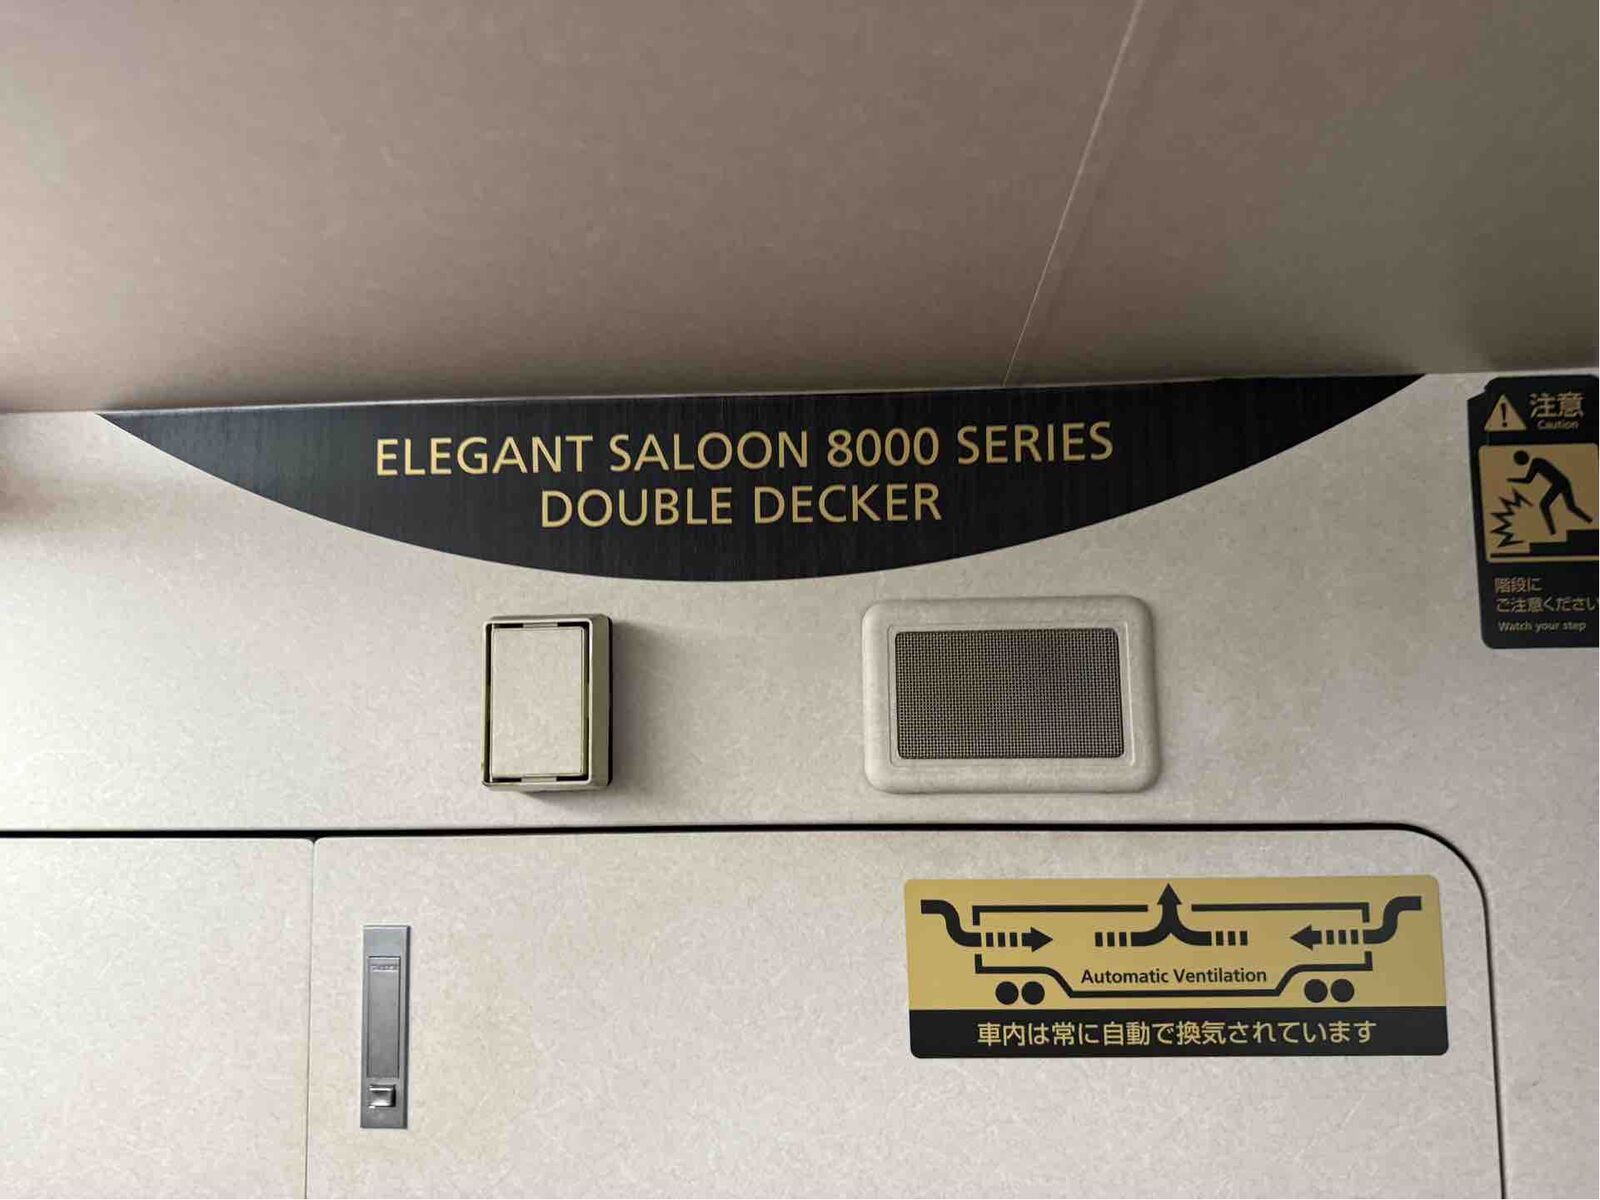 ELEGANT SALOON 8000 SERIES
DOUBLE DECKER
注意
Caution
階段に
ご注意ください
Watch your step
Automatic Ventilation
車内は常に自動で換気されています